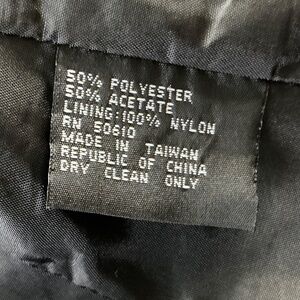 50% POLYESTER
50% ACETATE
LINING:100% NYLON
RN 50610
MADE IN TAIWAN
REPUBLIC OF CHINA
DRY CLEAN ONLY